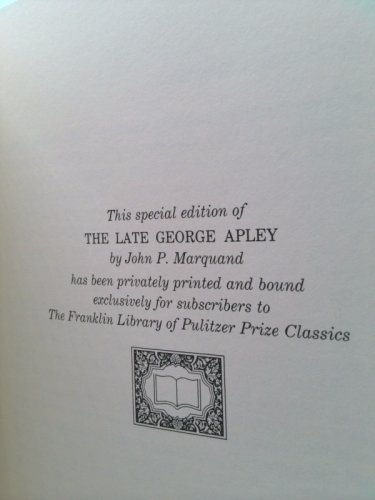 This special edition of
THE LATE GEORGE APLEY
by John P. Marquand
has been privately printed and bound
exclusively for subscribers to
The Franklin Library of Pulitzer Prize Classics